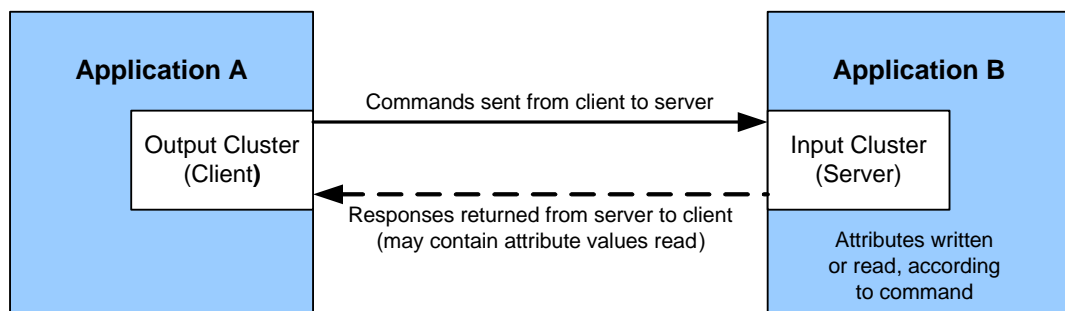 Application A
Application B
Commands sent from client to server
Output Cluster
(Client)
Input Cluster
(Server)
Responses returned from server to client
(may contain attribute values read)
Attributes written
or read, according
to command